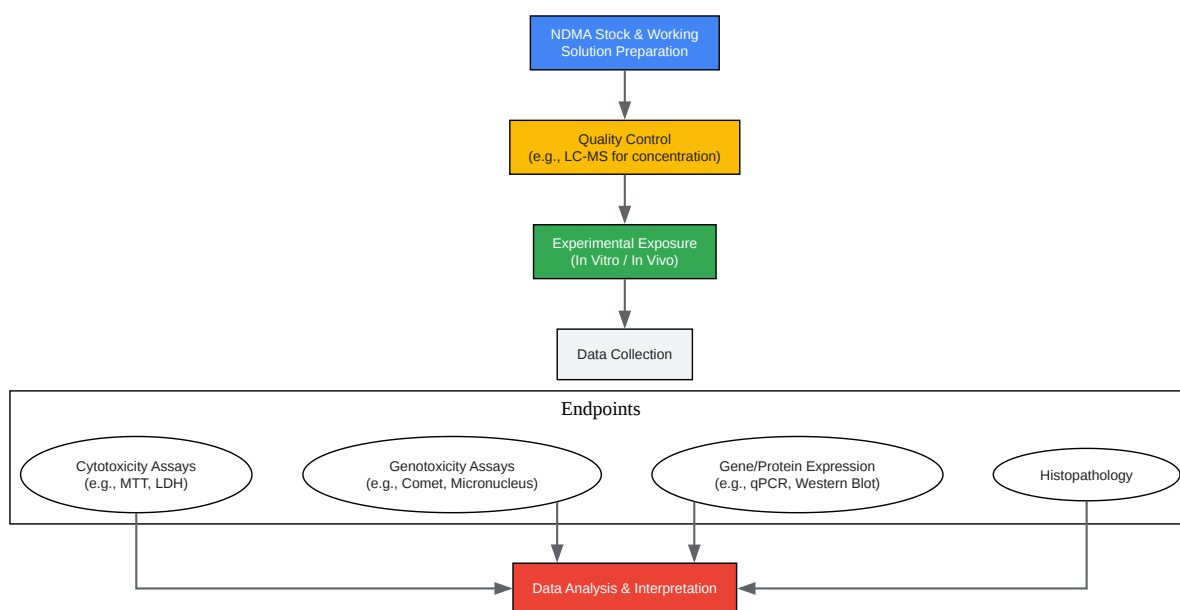 NDMA Stock & Working
Solution Preparation
Quality Control
(e.g., LC-MS for concentration)
Experimental Exposure
(In Vitro / In Vivo)
Data Collection
Endpoints
Cytotoxicity Assays
(e.g., MTT, LDH)
Genotoxicity Assays
(e.g., Comet, Micronucleus)
Gene/Protein Expression
(e.g., qPCR, Western Blot)
Histopathology
Data Analysis & Interpretation